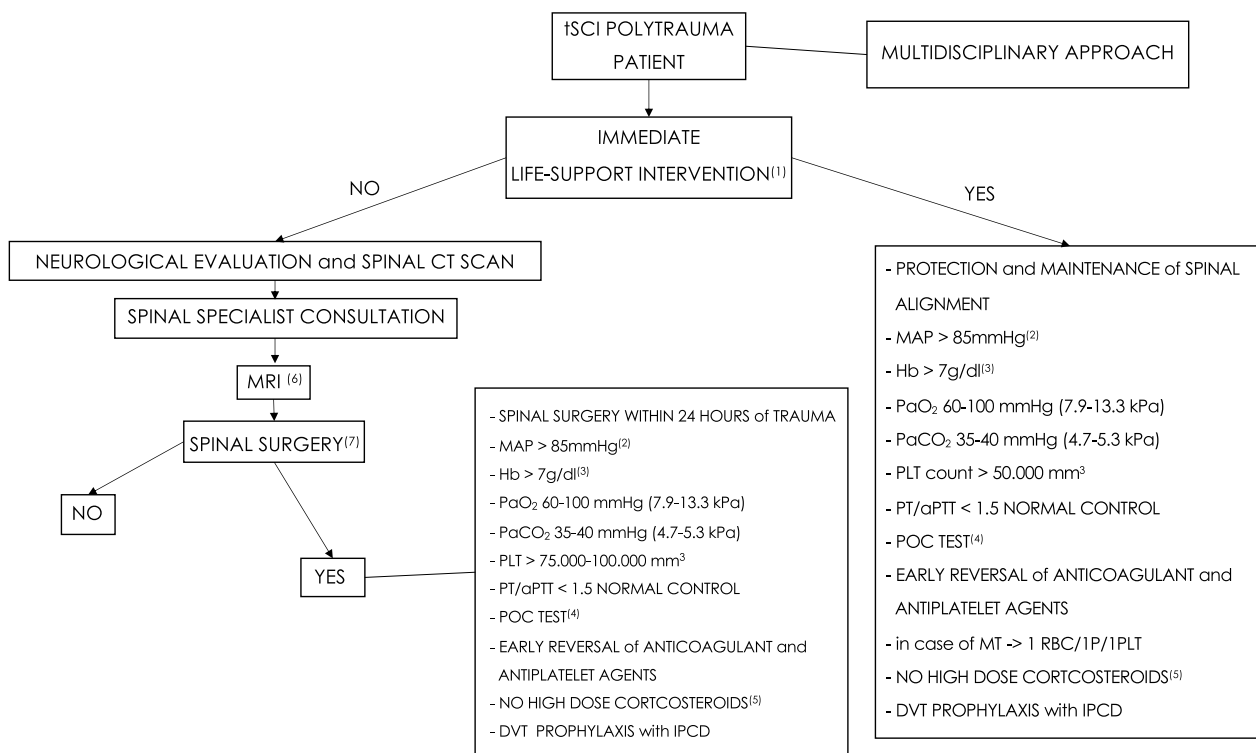 tSCI POLYTRAUMA
PATIENT
MULTIDISCIPLINARY APPROACH
IMMEDIATE
LIFE-SUPPORT INTERVENTION(1)
NO
YES
NEUROLOGICAL EVALUATION and SPINAL CT SCAN
SPINAL SPECIALIST CONSULTATION
MRI (6)
SPINAL SURGERY(7)
NO
YES
- SPINAL SURGERY WITHIN 24 HOURS of TRAUMA
- MAP > 85mmHg(2)
- Hb > 7g/dl(3)
- PaO2 60-100 mmHg (7.9-13.3 kPa)
- PaCO2 35-40 mmHg (4.7-5.3 kPa)
- PLT > 75.000-100.000 mm3
- PT/aPTT < 1.5 NORMAL CONTROL
- POC TEST(4)
- EARLY REVERSAL of ANTICOAGULANT and
ANTIPLATELET AGENTS
- NO HIGH DOSE CORTCOSTEROIDS(5)
- DVT PROPHYLAXIS with IPCD
- PROTECTION and MAINTENANCE of SPINAL
ALIGNMENT
- MAP > 85mmHg(2)
- Hb > 7g/dl(3)
- PaO2 60-100 mmHg (7.9-13.3 kPa)
- PaCO2 35-40 mmHg (4.7-5.3 kPa)
- PLT count > 50.000 mm3
- PT/aPTT < 1.5 NORMAL CONTROL
- POC TEST(4)
- EARLY REVERSAL of ANTICOAGULANT and
ANTIPLATELET AGENTS
- in case of MT -> 1 RBC/1P/1PLT
- NO HIGH DOSE CORTCOSTEROIDS(5)
- DVT PROPHYLAXIS with IPCD